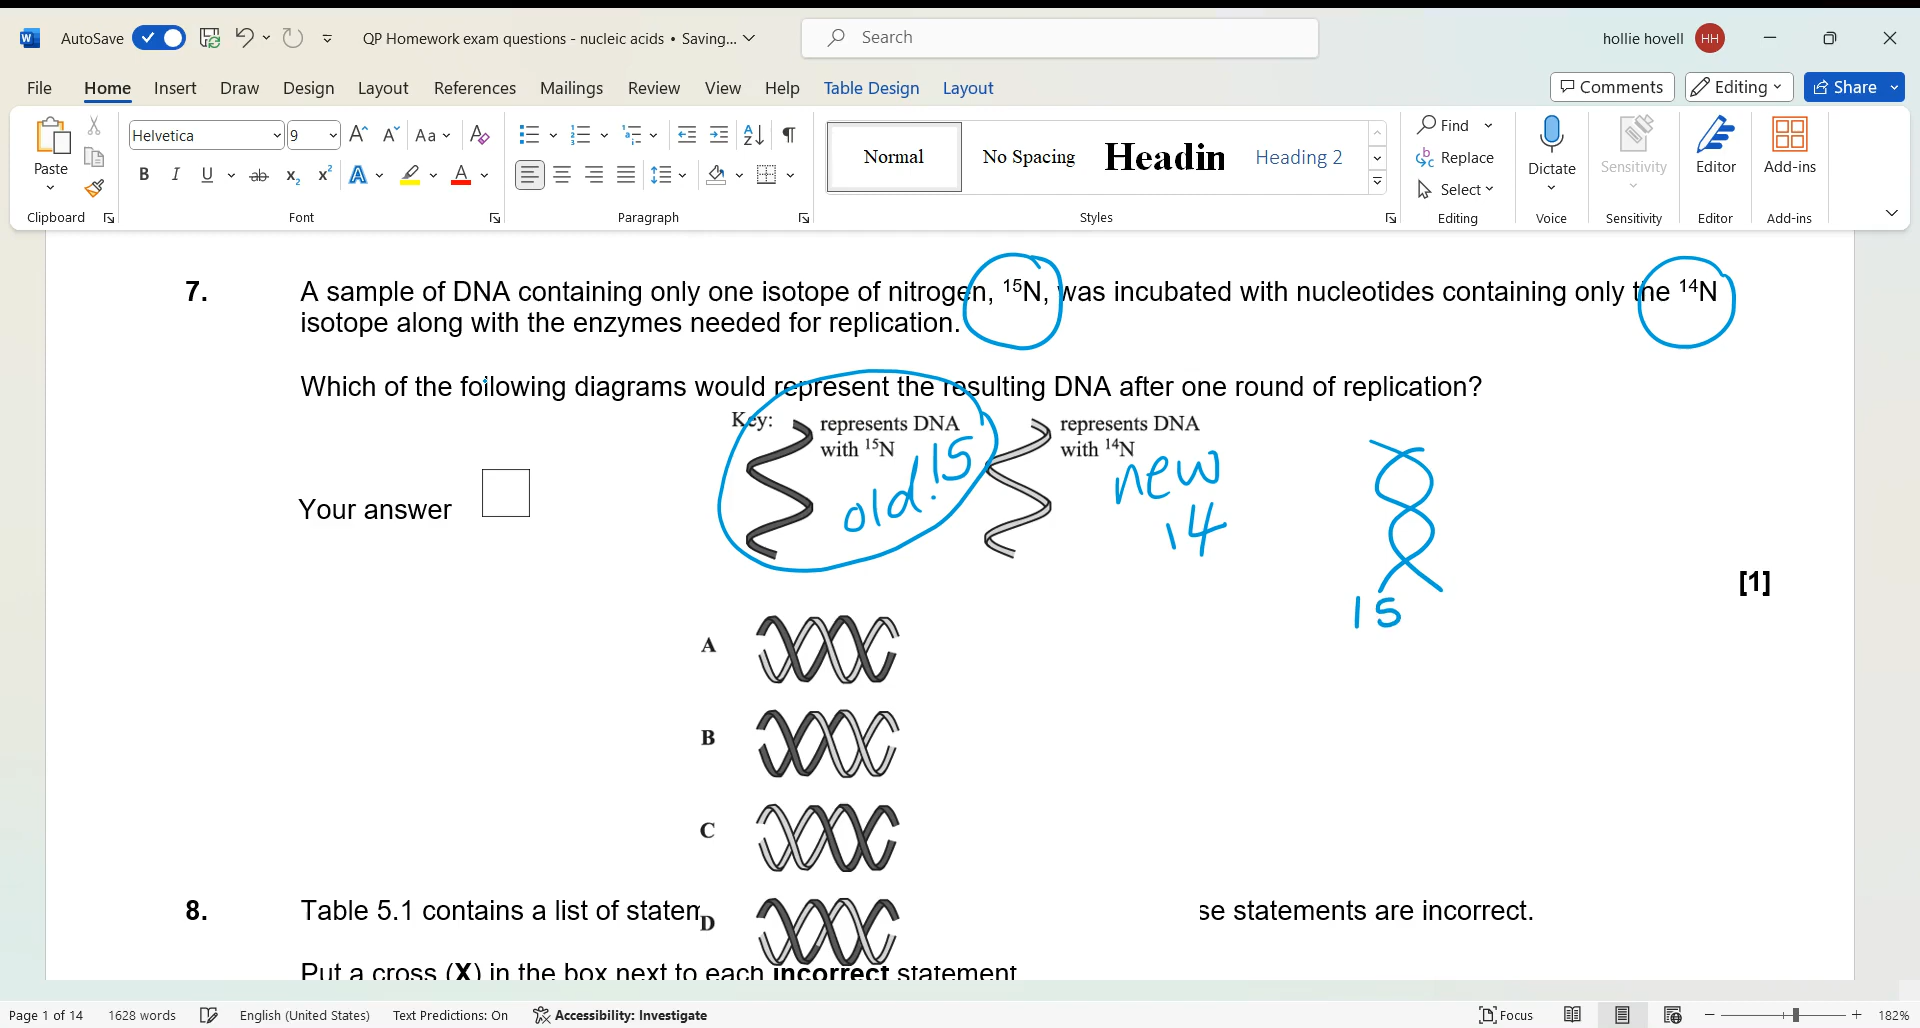 AutoSave
QP Homework exam questions - nucleic acids • Saving...
Search
hollie hovell
HH
File
Home
Insert
Draw
Design
Layout
References
Mailings
Review
View
Help
Table Design
Layout
Comments
Editing
Share
Paste
Clipboard
Helvetica
9
Font
Paragraph
Normal
No Spacing
Headin
Heading 2
Styles
Find
Replace
Select
Editing
Dictate
Voice
Sensitivity
Sensitivity
Editor
Editor
Add-ins
Add-ins
7.
A sample of DNA containing only one isotope of nitrogen, ¹⁵N, was incubated with nucleotides containing only the ¹⁴N
isotope along with the enzymes needed for replication.
Which of the following diagrams would represent the resulting DNA after one round of replication?
Key:
represents DNA
with ¹⁵N
old.15
represents DNA
with ¹⁴N
new
14
15
Your answer
[1]
A
B
C
D
8.
Table 5.1 contains a list of statem
se statements are incorrect.
Put a cross (X) in the box next to each incorrect statement
Page 1 of 14
1628 words
English (United States)
Text Predictions: On
Accessibility: Investigate
Focus
182%